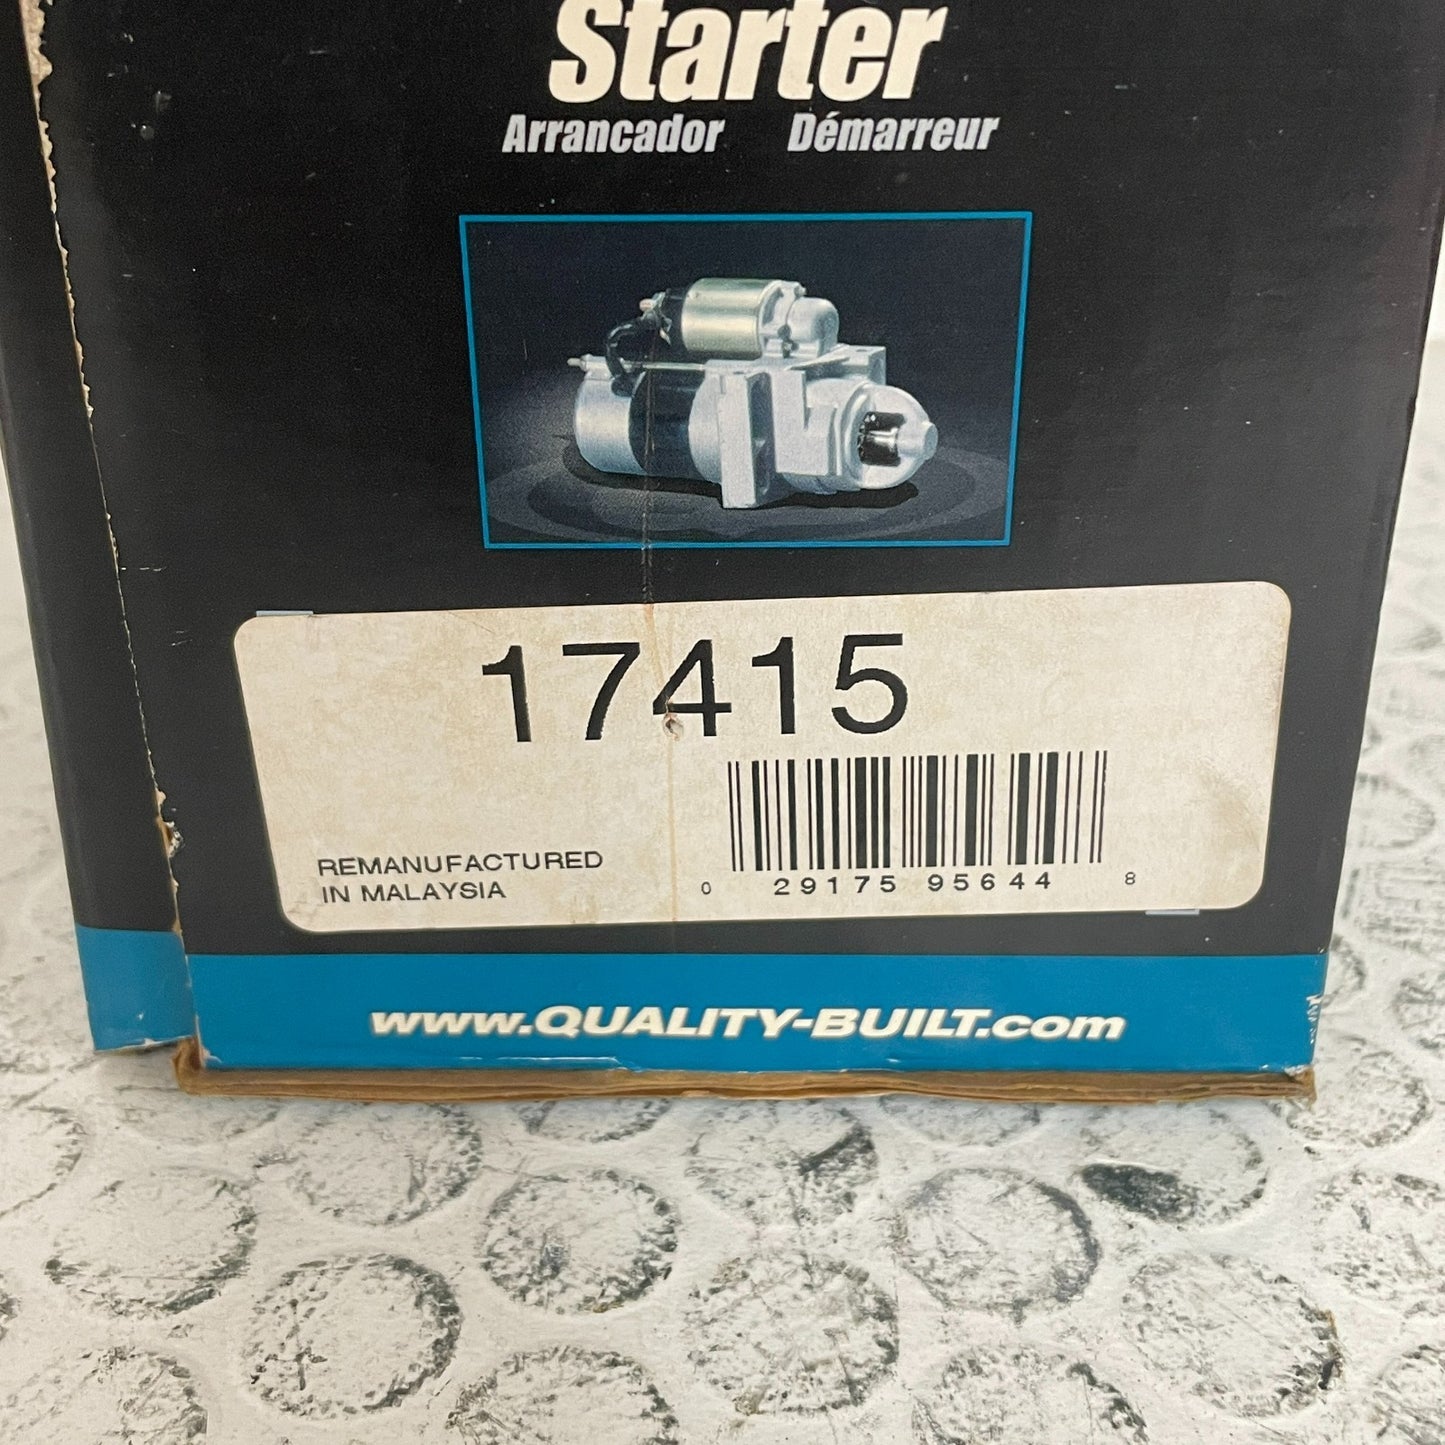 Starter
Arrancador Démarreur
17415
REMANUFACTURED
IN MALAYSIA
0 29175 95644 8
www.QUALITY-BUILT.com